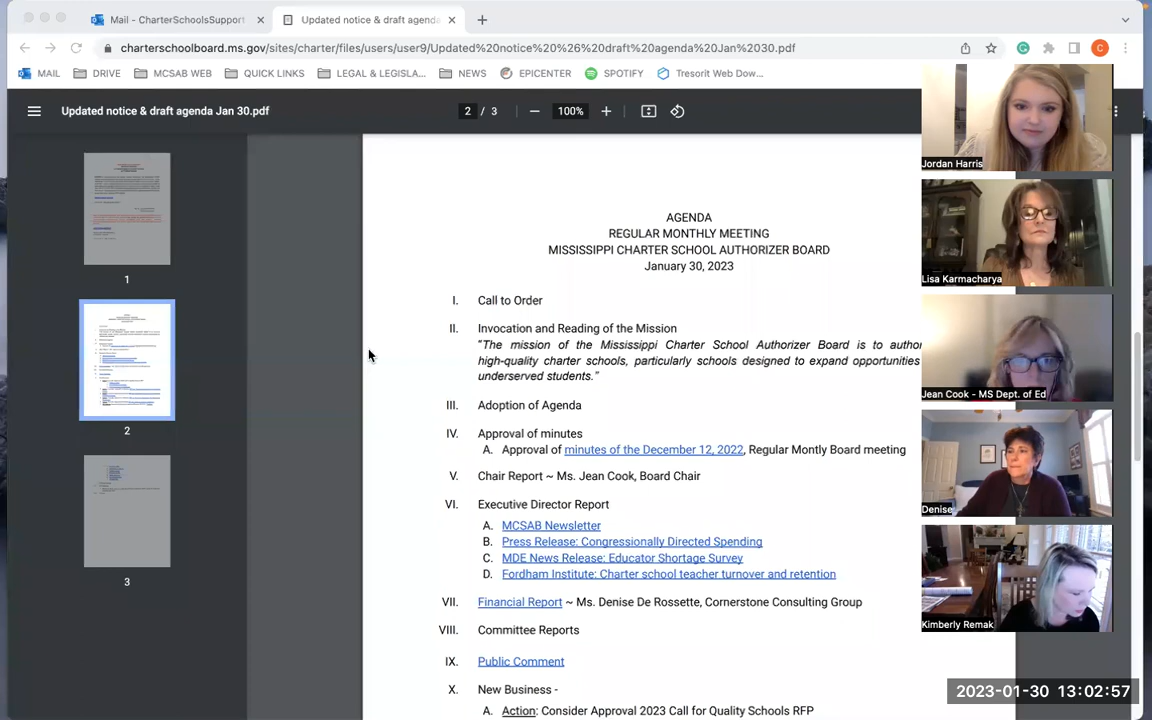 Mail - CharterSchoolsSupport
Updated notice & draft agenda
charterschoolboard.ms.gov/sites/charter/files/users/user9/Updated%20notice%20%26%20draft%20agenda%20Jan%2030.pdf
C
MAIL DRIVE MCSAB WEB QUICK LINKS LEGAL & LEGISLA... NEWS EPICENTER SPOTIFY Tresorit Web Dow...
Updated notice & draft agenda Jan 30.pdf 2 / 3 100%
1
2
3
AGENDA
REGULAR MONTHLY MEETING
MISSISSIPPI CHARTER SCHOOL AUTHORIZER BOARD
January 30, 2023
I. Call to Order
II. Invocation and Reading of the Mission
"The mission of the Mississippi Charter School Authorizer Board is to author
high-quality charter schools, particularly schools designed to expand opportunities
underserved students."
III. Adoption of Agenda
IV. Approval of minutes
A. Approval of minutes of the December 12, 2022, Regular Montly Board meeting
V. Chair Report ~ Ms. Jean Cook, Board Chair
VI. Executive Director Report
A. MCSAB Newsletter
B. Press Release: Congressionally Directed Spending
C. MDE News Release: Educator Shortage Survey
D. Fordham Institute: Charter school teacher turnover and retention
VII. Financial Report ~ Ms. Denise De Rossette, Cornerstone Consulting Group
VIII. Committee Reports
IX. Public Comment
X. New Business -
A. Action: Consider Approval 2023 Call for Quality Schools RFP
Jordan Harris
Lisa Karmacharya
Jean Cook - MS Dept. of Ed
Denise
Kimberly Remak
2023-01-30 13:02:57